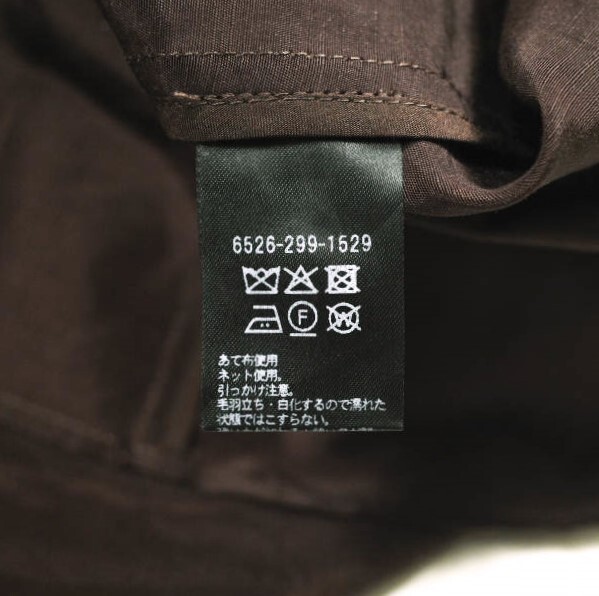 6526-299-1529
F
W
あて布使用
ネット使用。
引っかけ注意。
毛羽立ち・白化するので濡れた
状態ではこすらない。